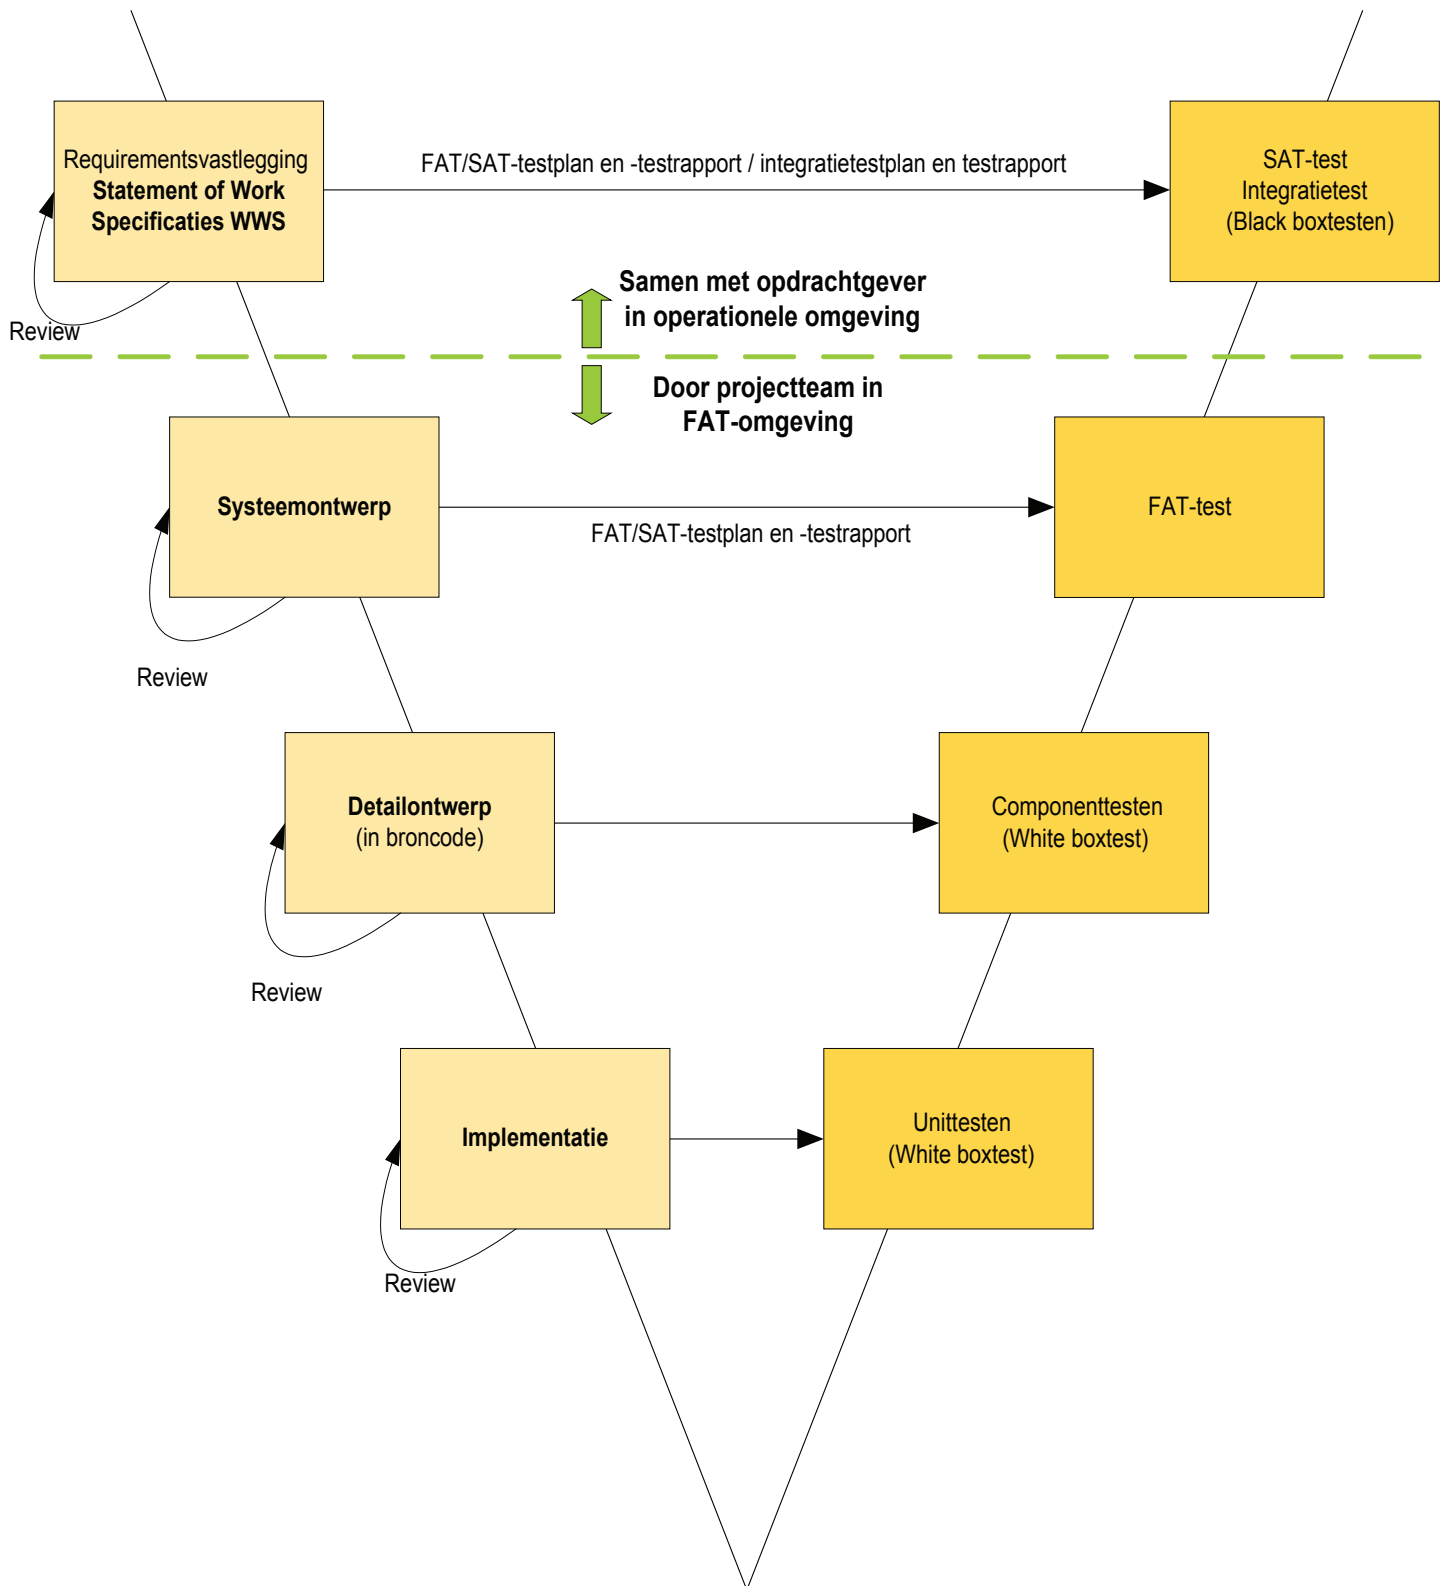 Requirementsvastlegging
Statement of Work
Specificaties WWS
FAT/SAT-testplan en -testrapport / integratietestplan en testrapport
SAT-test
Integratietest
(Black boxtesten)
Review
Samen met opdrachtgever
in operationele omgeving
Door projectteam in
FAT-omgeving
Systeemontwerp
FAT/SAT-testplan en -testrapport
FAT-test
Review
Detailontwerp
(in broncode)
Componenttesten
(White boxtest)
Review
Implementatie
Unittesten
(White boxtest)
Review